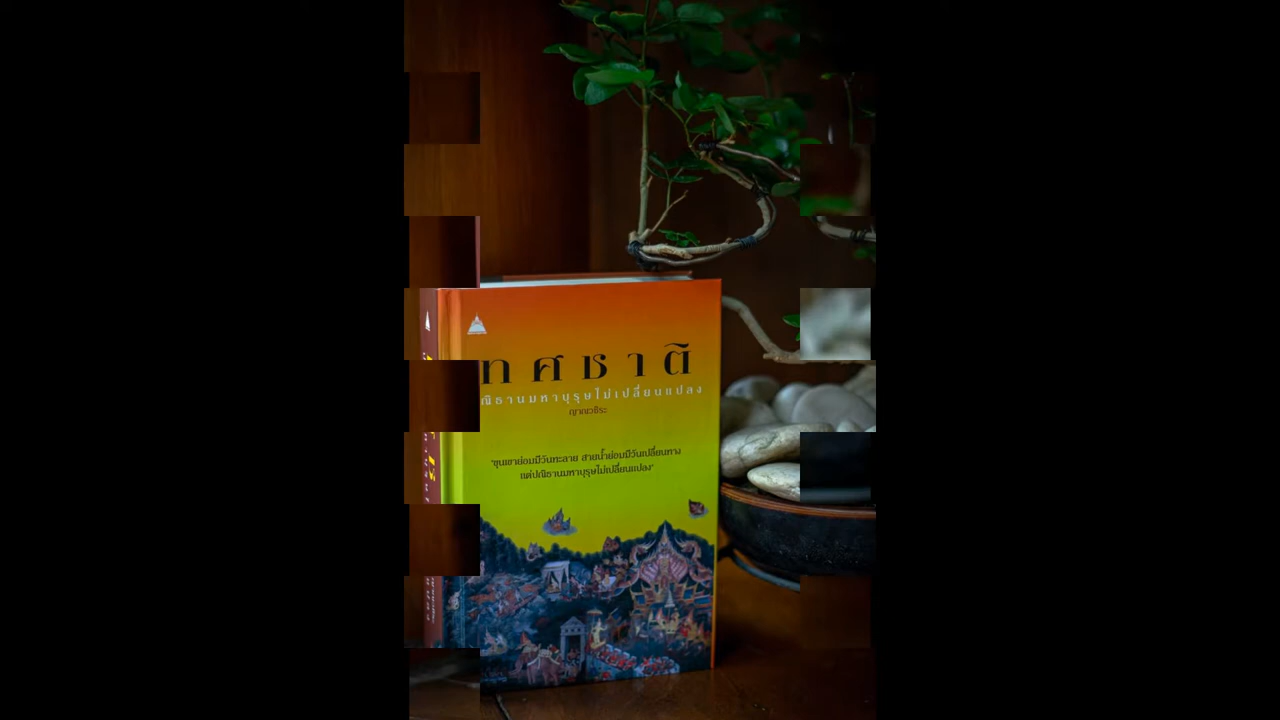 ทศชาติ
ณิธานมหาบุรุษไม่เปลี่ยนแปลง
ญาณวชิระ
"ขุนเขาย่อมมีวันทะลาย สายน้ำย่อมมีวันเปลี่ยนทาง
แต่ปณิธานมหาบุรุษไม่เปลี่ยนแปลง"